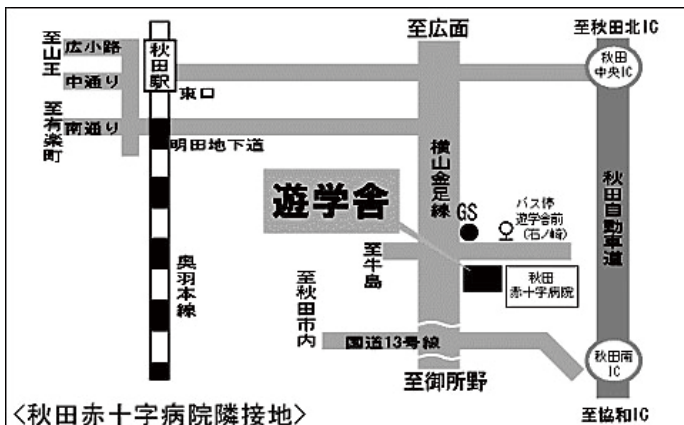 至広面
至秋田北IC
至山王
広小路
中通り
至有楽町
南通り
秋田駅
東口
明田地下道
秋田
中央IC
横山金足線
遊学舎
GS
バス停
遊学舎前
(石ノ崎)
秋田自動車道
至牛島
秋田
赤十字病院
奥羽本線
至秋田市内
国道13号線
秋田南
IC
至御所野
至協和IC
<秋田赤十字病院隣接地>